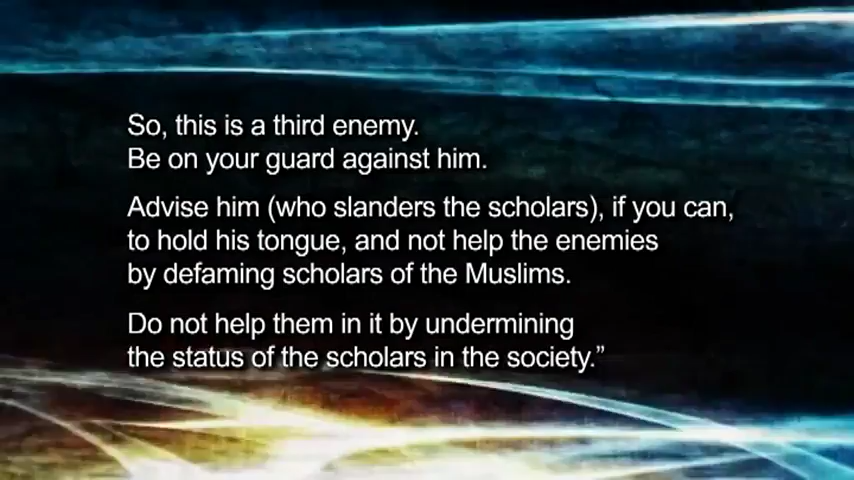 So, this is a third enemy.
Be on your guard against him.
Advise him (who slanders the scholars), if you can,
to hold his tongue, and not help the enemies
by defaming scholars of the Muslims.
Do not help them in it by undermining
the status of the scholars in the society.”